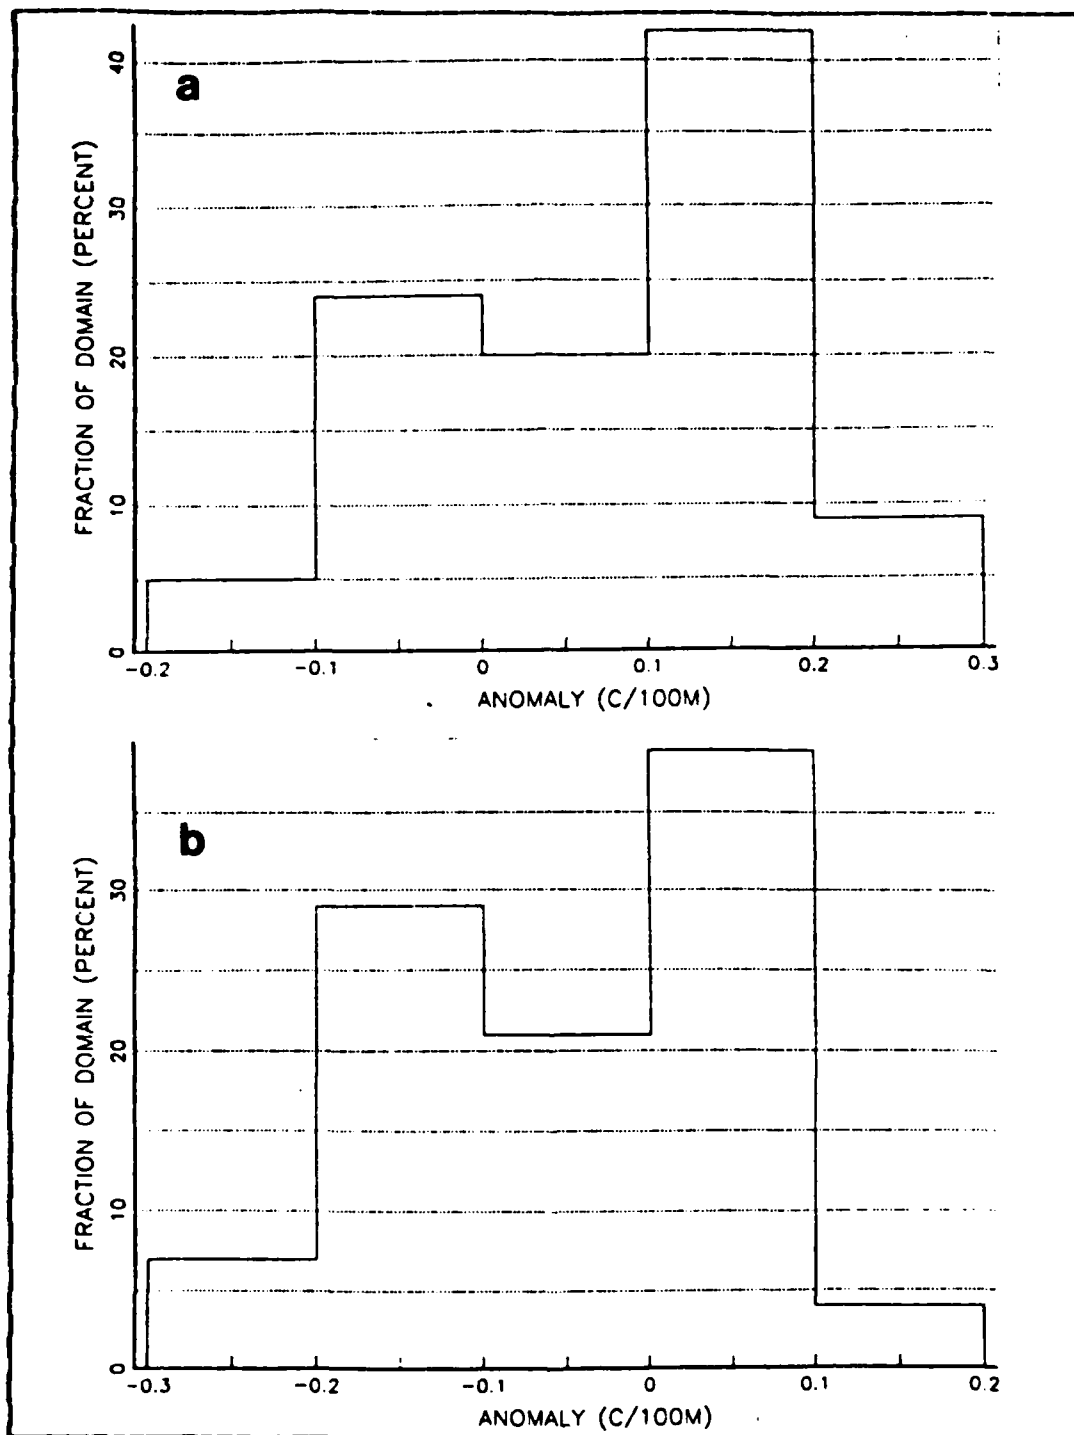 a
FRACTION OF DOMAIN (PERCENT)
40
30
20
10
0
-0.2 -0.1 0 0.1 0.2 0.3
ANOMALY (C/100M)
b
FRACTION OF DOMAIN (PERCENT)
30
20
10
0
-0.3 -0.2 -0.1 0 0.1 0.2
ANOMALY (C/100M)